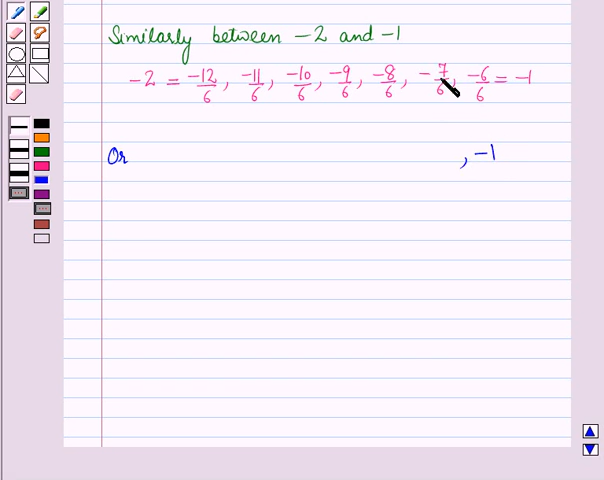 Similarly between -2 and -1
-2 = -12/6, -11/6, -10/6, -9/6, -8/6, -7/6, -6/6 = -1
Or , -1